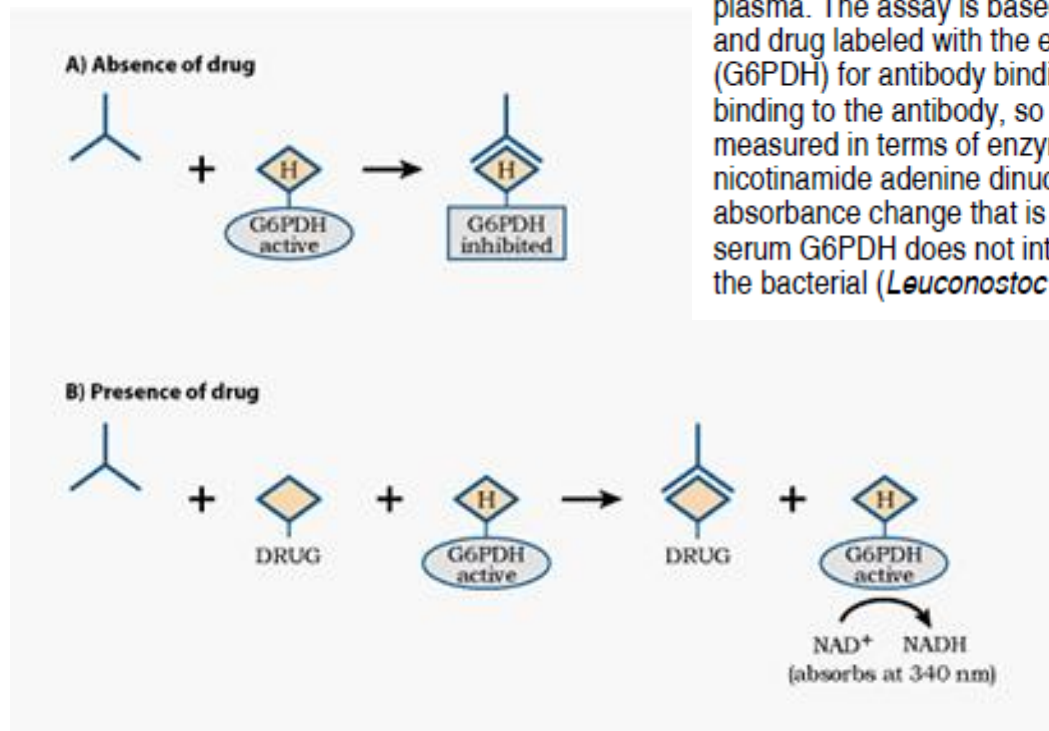 plasma. The assay is base
and drug labeled with the e
(G6PDH) for antibody bindi
binding to the antibody, so
measured in terms of enzyr
nicotinamide adenine dinuc
absorbance change that is
serum G6PDH does not int
the bacterial (Leuconostoc
A) Absence of drug
+
H
G6PDH
active
H
G6PDH
inhibited
B) Presence of drug
+
DRUG
+
H
G6PDH
active
DRUG
+
H
G6PDH
active
NAD+ NADH
(absorbs at 340 nm)